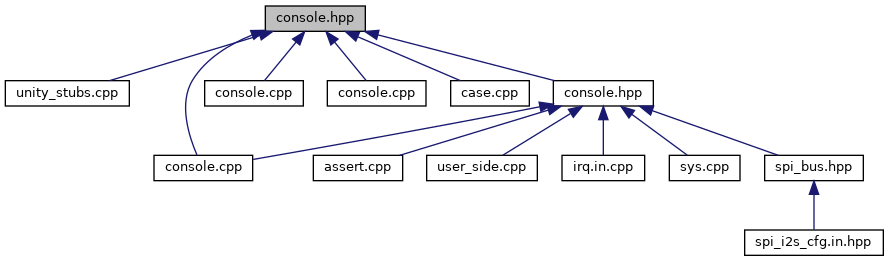 console.hpp
unity_stubs.cpp
console.cpp
console.cpp
case.cpp
console.hpp
console.cpp
assert.cpp
user_side.cpp
irq.in.cpp
sys.cpp
spi_bus.hpp
spi_i2s_cfg.in.hpp